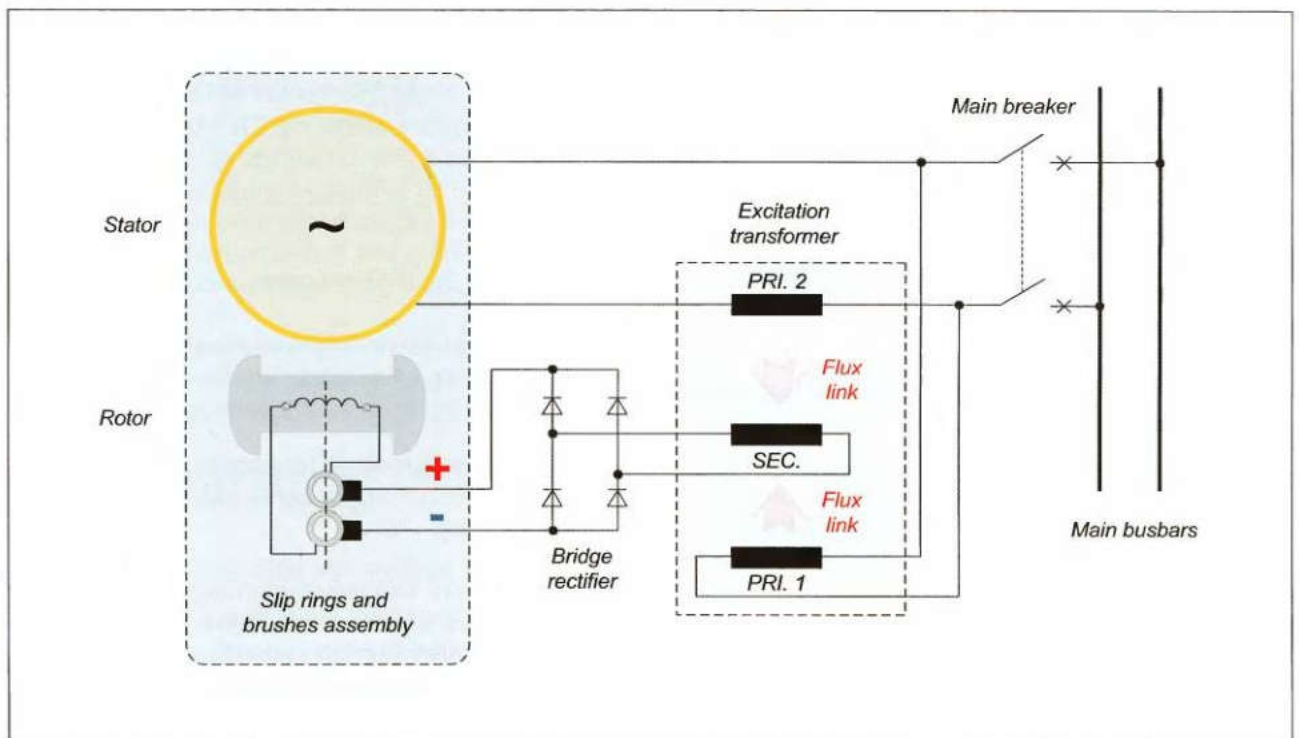 Main breaker
Stator
~
Excitation
transformer
PRI. 2
Flux
link
Rotor
SEC.
+
-
Flux
link
Bridge
rectifier
PRI. 1
Main busbars
Slip rings and
brushes assembly